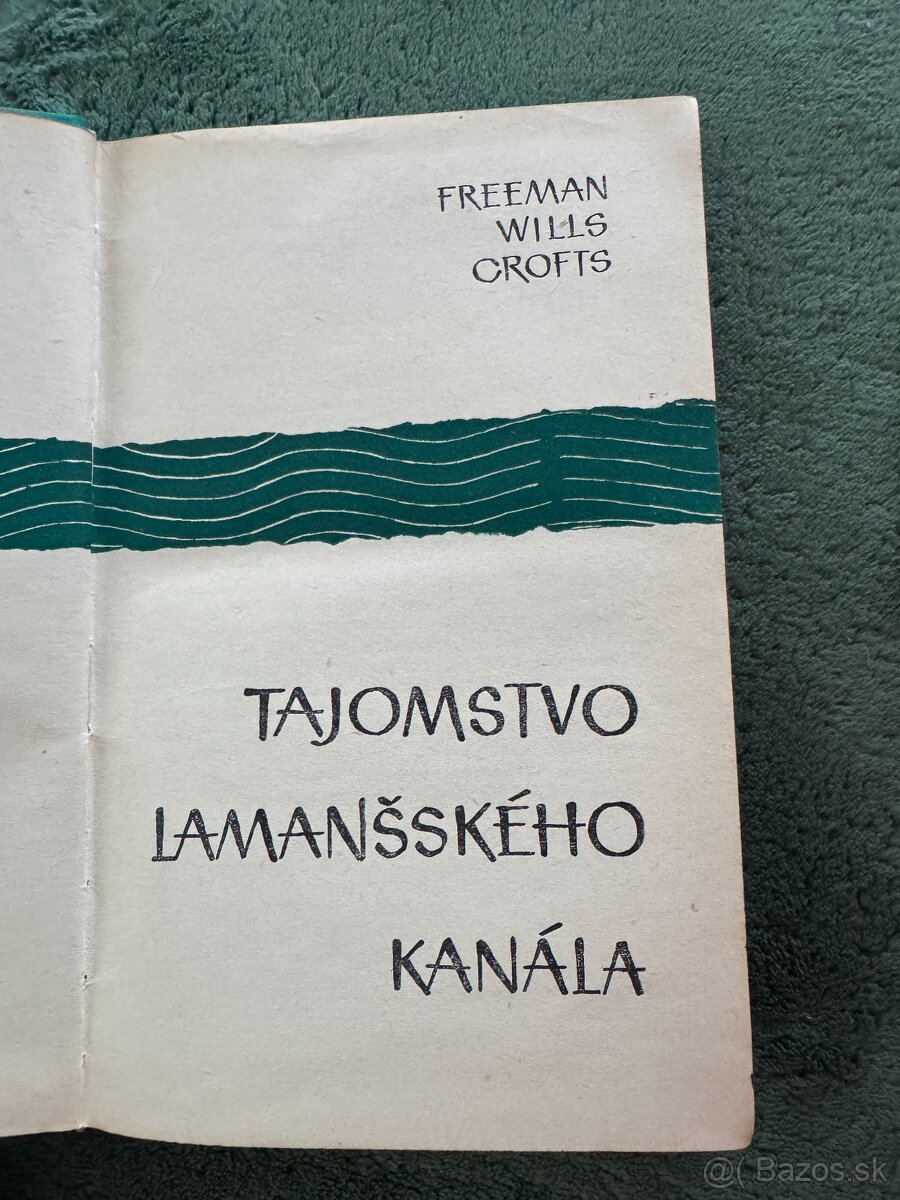 FREEMAN
WILLS
CROFTS
TAJOMSTVO
LAMANŠSKÉHO
KANÁLA
@( Bazos.sk